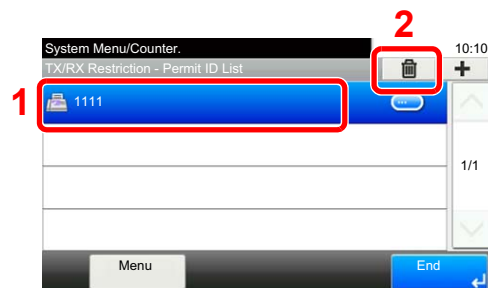 2
System Menu/Counter. 10:10
TX/RX Restriction - Permit ID List
1 1111
1/1
Menu End